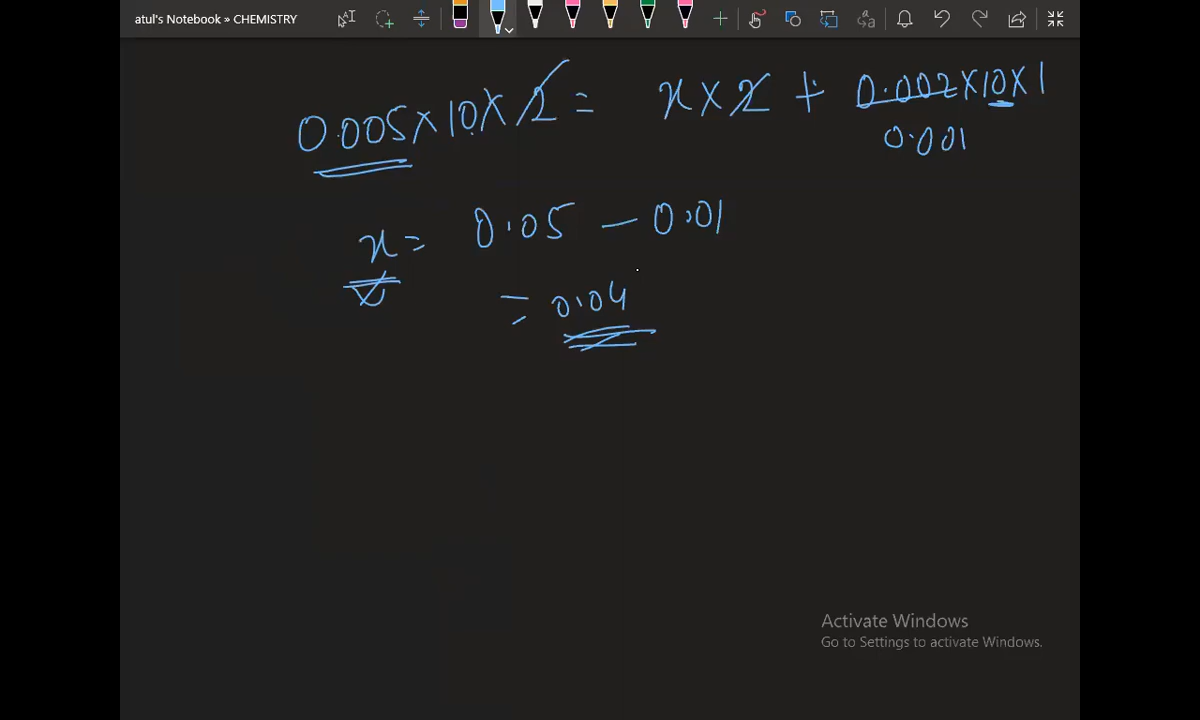 atul's Notebook » CHEMISTRY
0.005×10×2 = x×2 + 0.002×10×1
0.001
x = 0.05 – 0.01
= 0.04
Activate Windows
Go to Settings to activate Windows.